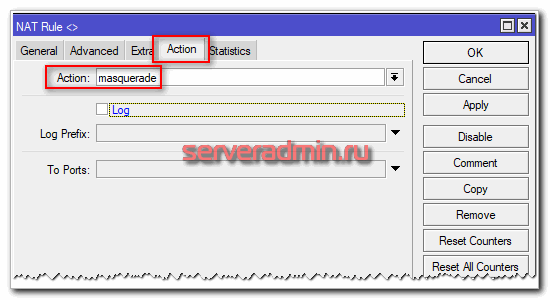 NAT Rule <>
General Advanced Extra Action Statistics
Action: masquerade
Log
Log Prefix:
To Ports:
OK
Cancel
Apply
Disable
Comment
Copy
Remove
Reset Counters
Reset All Counters
serveradmin.ru